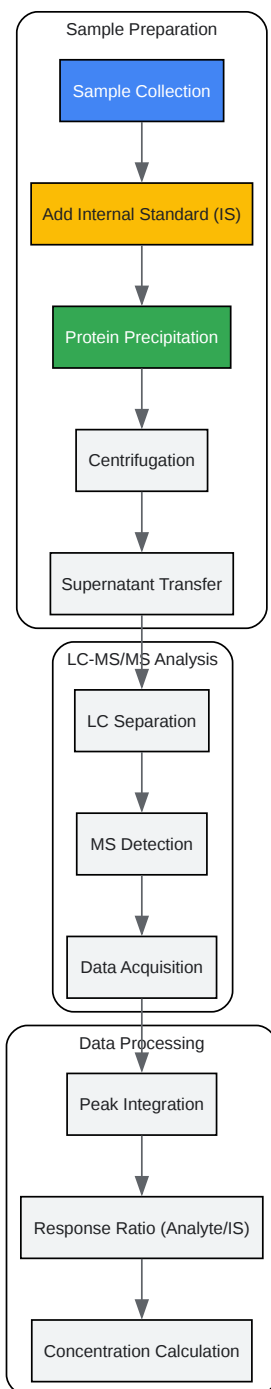 Sample Preparation
Sample Collection
Add Internal Standard (IS)
Protein Precipitation
Centrifugation
Supernatant Transfer
LC-MS/MS Analysis
LC Separation
MS Detection
Data Acquisition
Data Processing
Peak Integration
Response Ratio (Analyte/IS)
Concentration Calculation